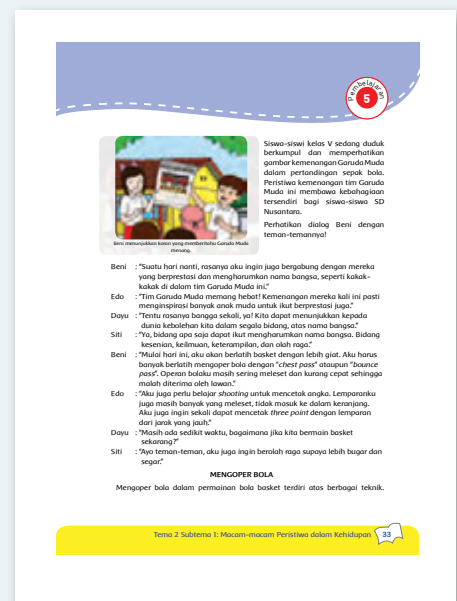 Pembelajaran
5
Siswa-siswi kelas V sedang duduk
berkumpul dan memperhatikan
gambar kemenangan Garuda Muda
dalam pertandingan sepak bola.
Peristiwa kemenangan tim Garuda
Muda ini membawa kebahagiaan
tersendiri bagi siswa-siswa SD
Nusantara.
Perhatikan dialog Beni dengan
teman-temannya!
Beni menunjukkan koran yang memberitahu Garuda Muda
menang.
Beni : "Suatu hari nanti, rasanya aku ingin juga bergabung dengan mereka
yang berprestasi dan mengharumkan nama bangsa, seperti kakak-
kakak di dalam tim Garuda Muda ini."
Edo : "Tim Garuda Muda memang hebat! Kemenangan mereka kali ini pasti
menginspirasi banyak anak muda untuk ikut berprestasi juga."
Dayu : "Tentu rasanya bangga sekali, ya! Kita dapat menunjukkan kepada
dunia kebolehan kita dalam segala bidang, atas nama bangsa."
Siti : "Ya, bidang apa saja dapat ikut mengharumkan nama bangsa. Bidang
kesenian, keilmuan, keterampilan, dan olah raga."
Beni : "Mulai hari ini, aku akan berlatih basket dengan lebih giat. Aku harus
banyak berlatih mengoper bola dengan "chest pass" ataupun "bounce
pass". Operan bolaku masih sering meleset dan kurang cepat sehingga
malah diterima oleh lawan."
Edo : "Aku juga perlu belajar shooting untuk mencetak angka. Lemparanku
juga masih banyak yang meleset, tidak masuk ke dalam keranjang.
Aku juga ingin sekali dapat mencetak three point dengan lemparan
dari jarak yang jauh."
Dayu : "Masih ada sedikit waktu, bagaimana jika kita bermain basket
sekarang?"
Siti : "Ayo teman-teman, aku juga ingin berolah raga supaya lebih bugar dan
segar."
MENGOPER BOLA
Mengoper bola dalam permainan bola basket terdiri atas berbagai teknik.
Tema 2 Subtema 1: Macam-macam Peristiwa dalam Kehidupan 33